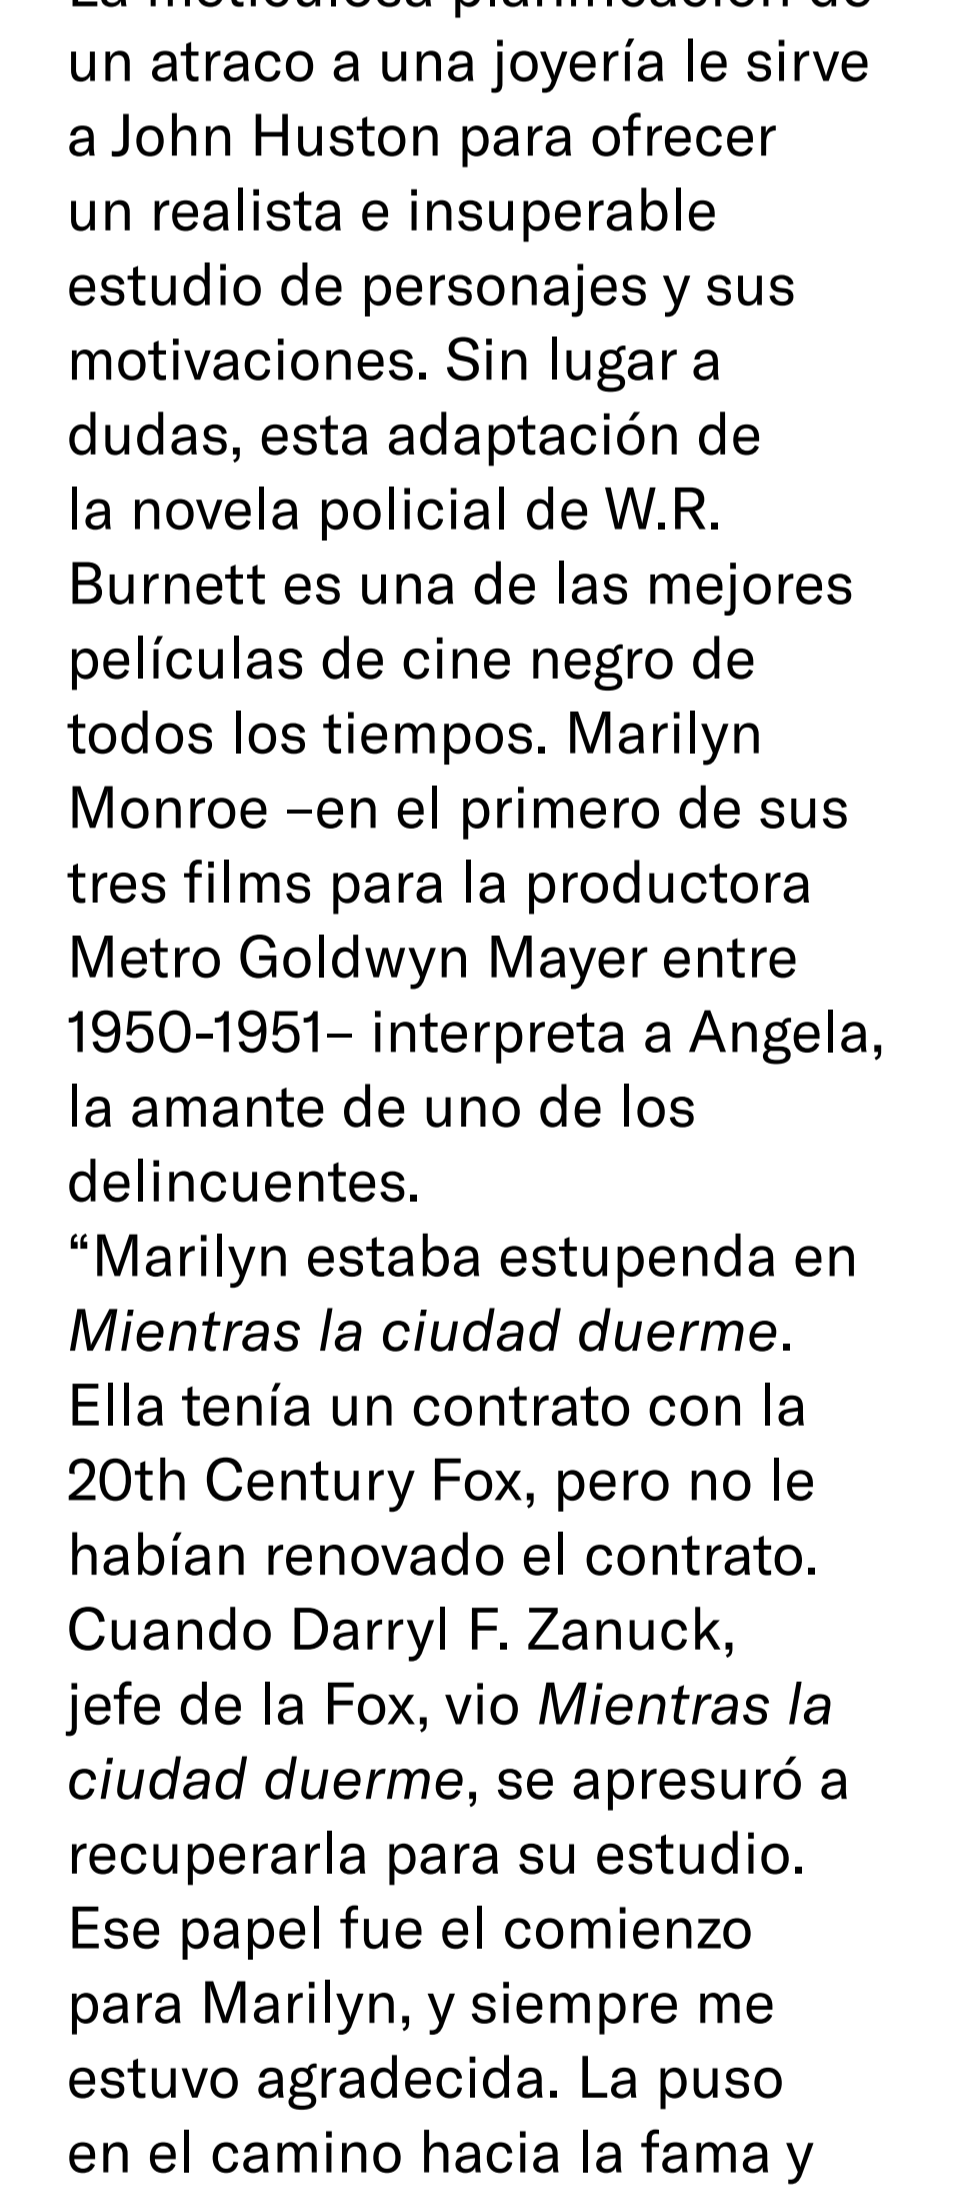 La meticulosa planificación de
un atraco a una joyería le sirve
a John Huston para ofrecer
un realista e insuperable
estudio de personajes y sus
motivaciones. Sin lugar a
dudas, esta adaptación de
la novela policial de W.R.
Burnett es una de las mejores
películas de cine negro de
todos los tiempos. Marilyn
Monroe –en el primero de sus
tres films para la productora
Metro Goldwyn Mayer entre
1950-1951– interpreta a Angela,
la amante de uno de los
delincuentes.
“Marilyn estaba estupenda en
Mientras la ciudad duerme.
Ella tenía un contrato con la
20th Century Fox, pero no le
habían renovado el contrato.
Cuando Darryl F. Zanuck,
jefe de la Fox, vio Mientras la
ciudad duerme, se apresuró a
recuperarla para su estudio.
Ese papel fue el comienzo
para Marilyn, y siempre me
estuvo agradecida. La puso
en el camino hacia la fama y